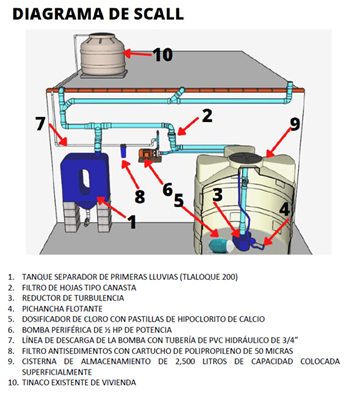 DIAGRAMA DE SCALL
10
7
2
9
8
6
5
3
4
1
1. TANQUE SEPARADOR DE PRIMERAS LLUVIAS (TLALOQUE 200)
2. FILTRO DE HOJAS TIPO CANASTA
3. REDUCTOR DE TURBULENCIA
4. PICHANCHA FLOTANTE
5. DOSIFICADOR DE CLORO CON PASTILLAS DE HIPOCLORITO DE CALCIO
6. BOMBA PERIFÉRICA DE ½ HP DE POTENCIA
7. LÍNEA DE DESCARGA DE LA BOMBA CON TUBERÍA DE PVC HIDRÁULICO DE 3/4"
8. FILTRO ANTISEDIMENTOS CON CARTUCHO DE POLIPROPILENO DE 50 MICRAS
9. CISTERNA DE ALMACENAMIENTO DE 2,500 LITROS DE CAPACIDAD COLOCADA
SUPERFICIALMENTE
10. TINACO EXISTENTE DE VIVIENDA